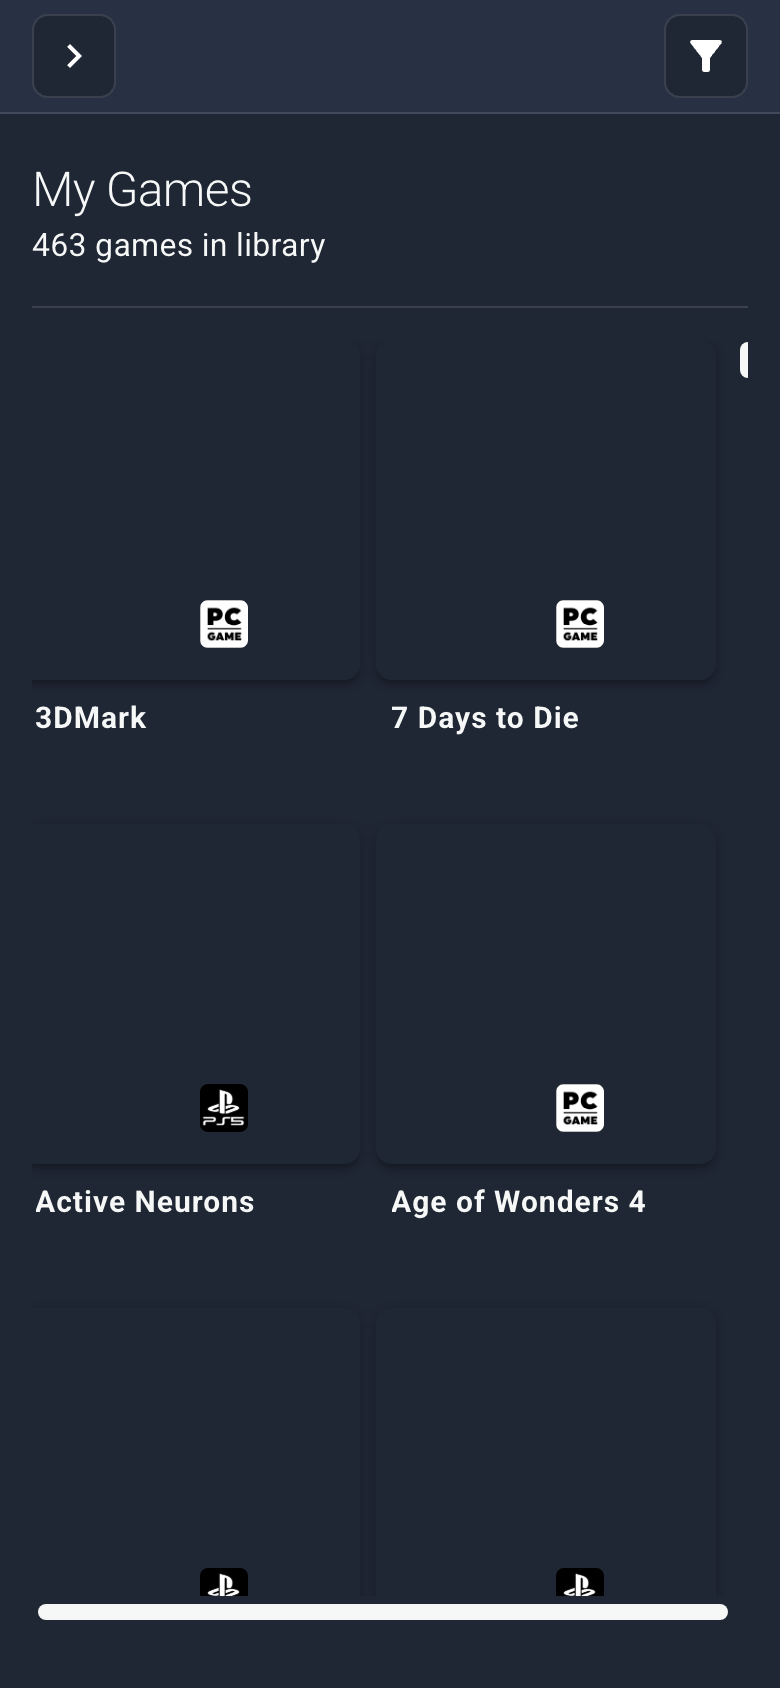 My Games
463 games in library
PC GAME
PC GAME
3DMark
7 Days to Die
PS5
PC GAME
Active Neurons
Age of Wonders 4